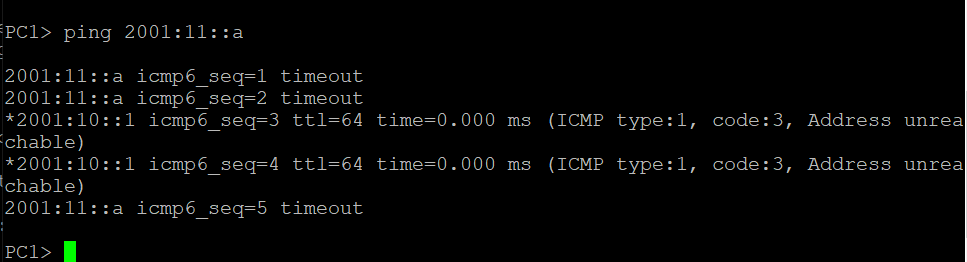 PC1> ping 2001:11::a
2001:11::a icmp6_seq=1 timeout
2001:11::a icmp6_seq=2 timeout
*2001:10::1 icmp6_seq=3 ttl=64 time=0.000 ms (ICMP type:1, code:3, Address unrea
chable)
*2001:10::1 icmp6_seq=4 ttl=64 time=0.000 ms (ICMP type:1, code:3, Address unrea
chable)
2001:11::a icmp6_seq=5 timeout
PC1>